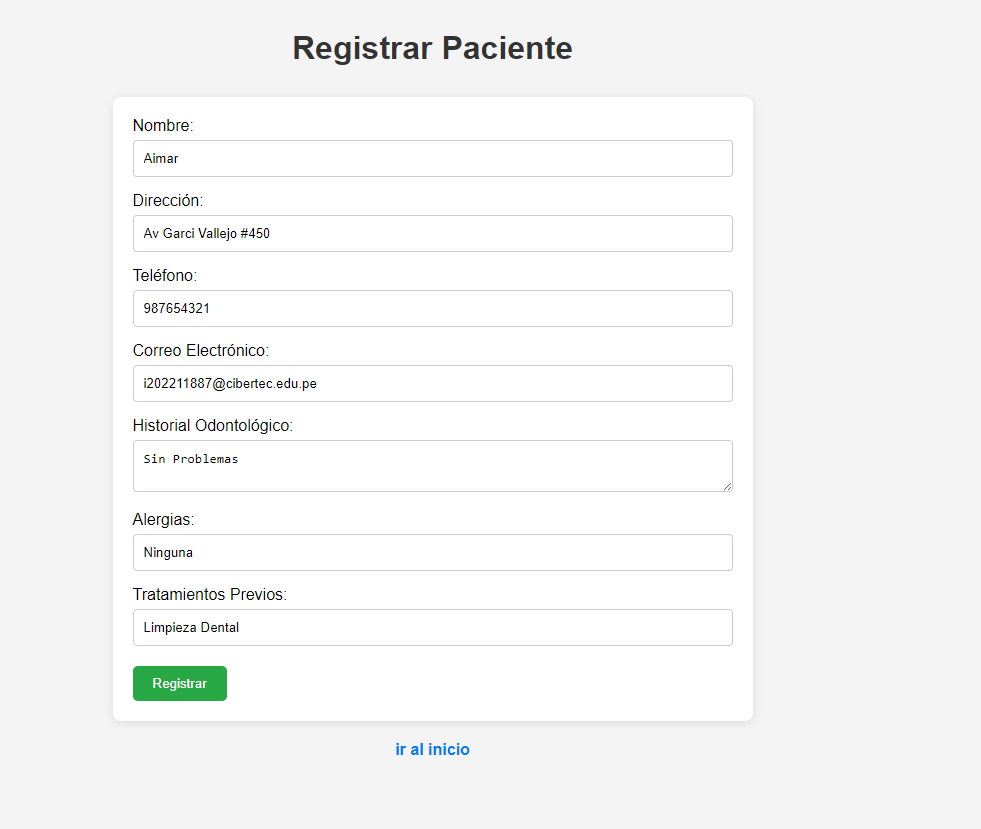 Registrar Paciente
Nombre:
Aimar
Dirección:
Av Garci Vallejo #450
Teléfono:
987654321
Correo Electrónico:
i202211887@cibertec.edu.pe
Historial Odontológico:
Sin Problemas
Alergias:
Ninguna
Tratamientos Previos:
Limpieza Dental
Registrar
ir al inicio